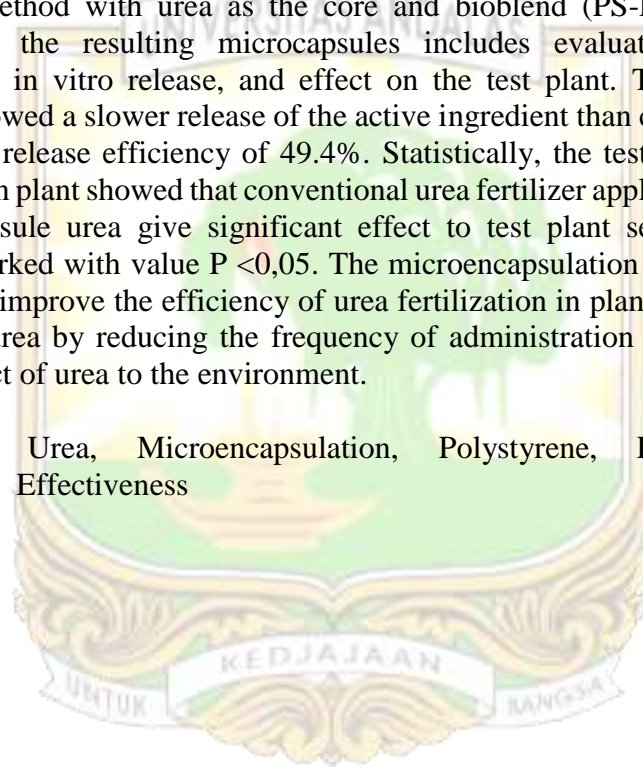 ethod with urea as the core and bioblend (PS-
UNIVERSITAS ANDALAS
the resulting microcapsules includes evaluat
in vitro release, and effect on the test plant. T
owed a slower release of the active ingredient than c
release efficiency of 49.4%. Statistically, the test
n plant showed that conventional urea fertilizer appl
sule urea give significant effect to test plant se
rked with value P <0,05. The microencapsulation
improve the efficiency of urea fertilization in plan
rea by reducing the frequency of administration
ct of urea to the environment.
Urea, Microencapsulation, Polystyrene,
Effectiveness
KEDJAJAAN
UNTUK
BANGSA